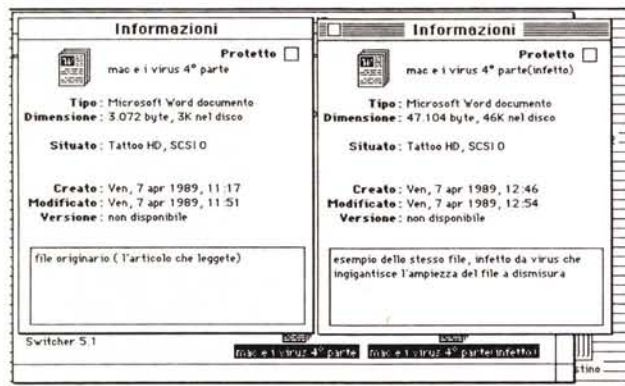 Informazioni
Protetto
mac e i virus 4° parte
Tipo: Microsoft Word documento
Dimensione: 3.072 byte, 3K nel disco
Situato: Tattoo HD, SCSI 0
Creato: Ven, 7 apr 1989, 11:17
Modificato: Ven, 7 apr 1989, 11:51
Versione: non disponibile
file originario ( l'articolo che leggete)
Informazioni
Protetto
mac e i virus 4° parte(infetto)
Tipo: Microsoft Word documento
Dimensione: 47.104 byte, 46K nel disco
Situato: Tattoo HD, SCSI 0
Creato: Ven, 7 apr 1989, 12:46
Modificato: Ven, 7 apr 1989, 12:54
Versione: non disponibile
esempio dello stesso file, infetto da virus che
ingigantisce l'ampiezza del file a dismura
Switcher 5.1
mac e i virus 4° parte
mac e i virus 4° parte(infetto)
stino